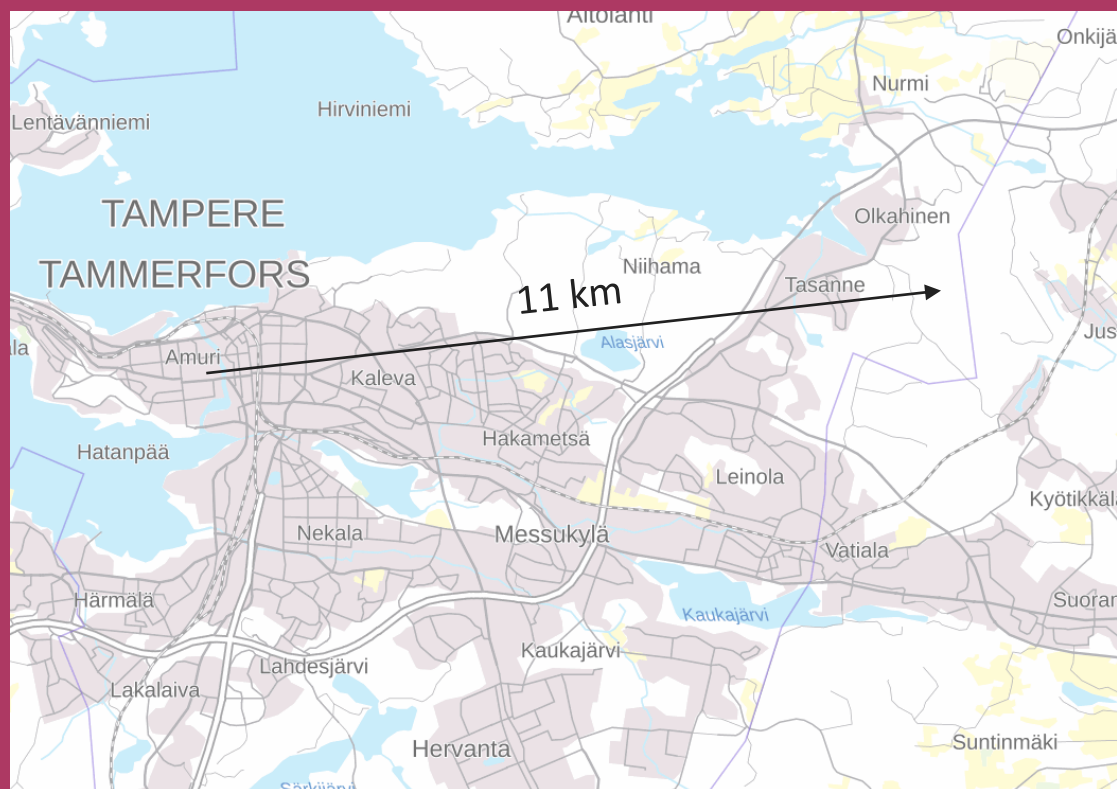 Aitolahti
Onkijä
Nurmi
Hirviniemi
Lentävänniemi
TAMPERE
TAMMERFORS
Olkahinen
Niihama
Tasanne
11 km
Jus
Alasjärvi
ala
Amuri
Kaleva
Hakametsä
Hatanpää
Leinola
Kyötikkälä
Nekala
Messukylä
Vatiala
Härmälä
Suoran
Kaukajärvi
Kaukajärvi
Lahdesjärvi
Lakalaiva
Hervanta
Suntinmäki
Särkijärvi